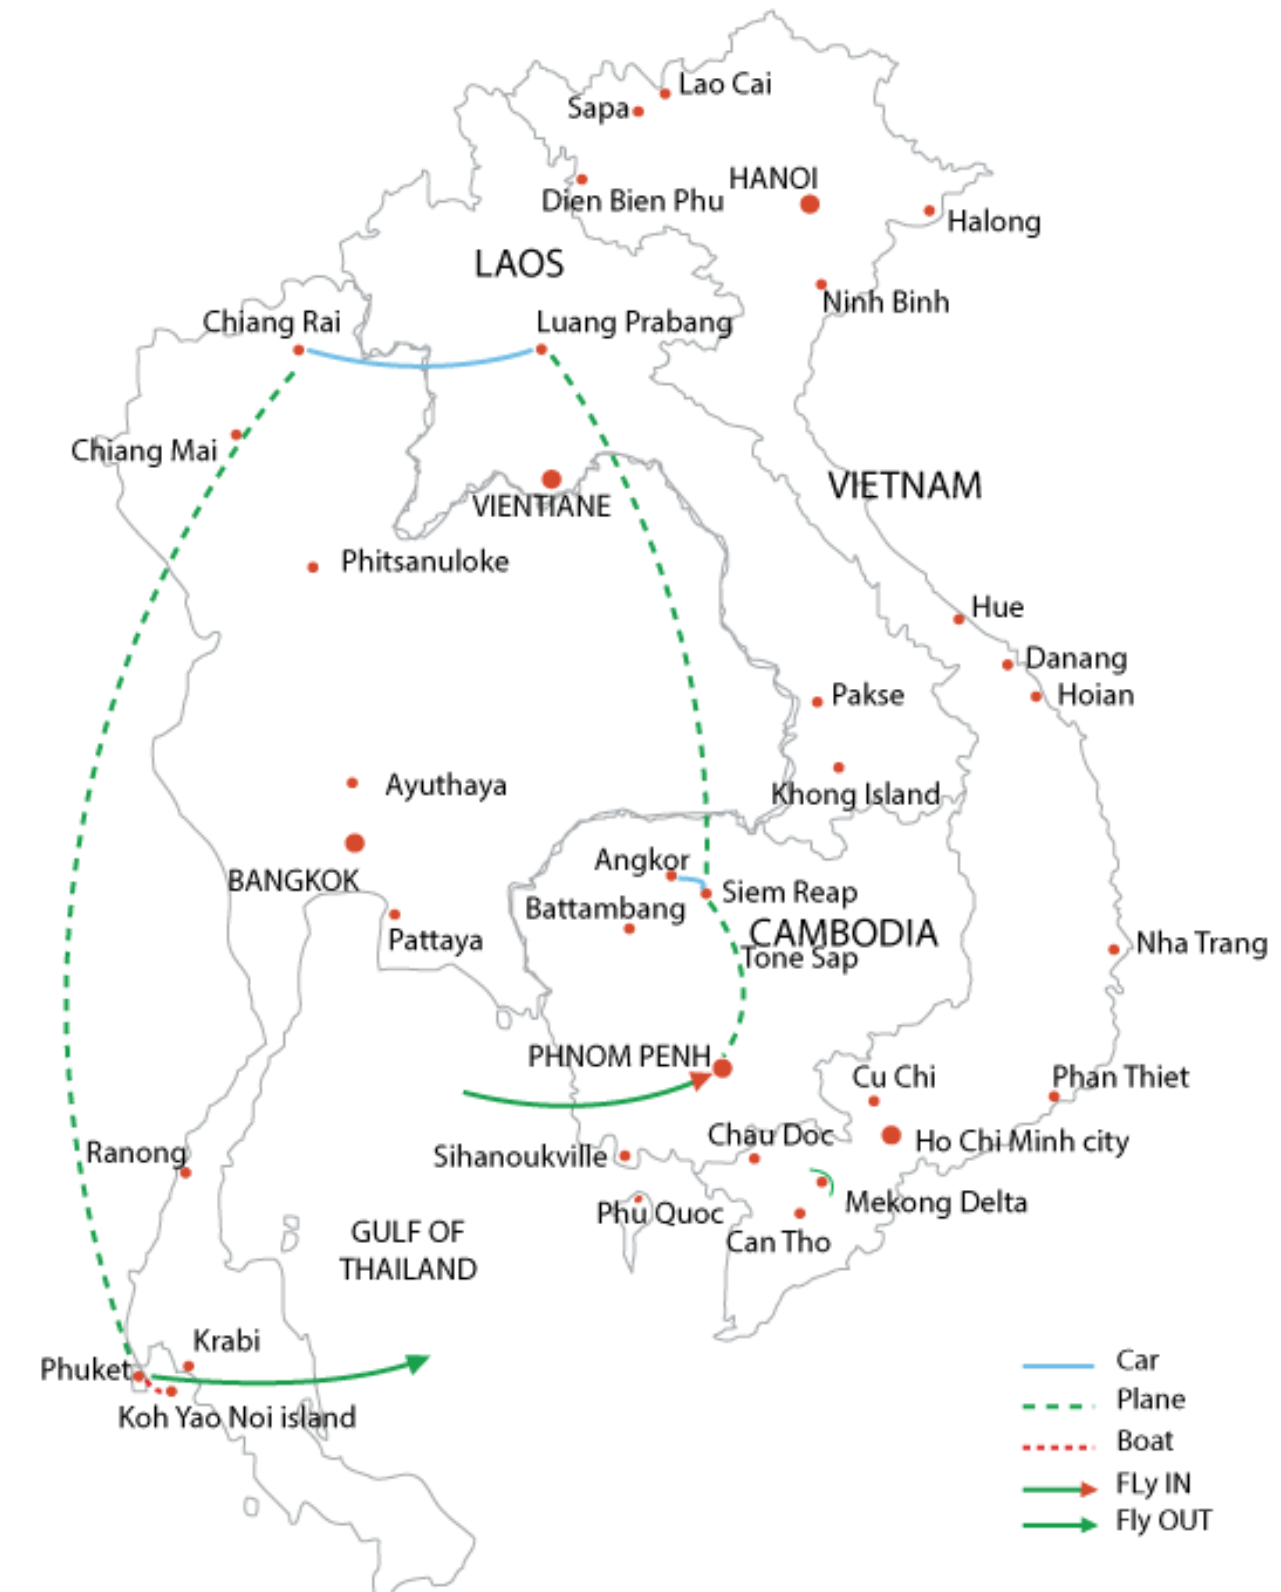 Lao Cai
Sapa
HANOI
Dien Bien Phu
Halong
LAOS
Ninh Binh
Chiang Rai
Luang Prabang
Chiang Mai
VIETNAM
VIENTIANE
Phitsanuloke
Hue
Danang
Pakse
Hoian
Ayuthaya
Khong Island
Angkor
BANGKOK
Siem Reap
Battambang
CAMBODIA
Pattaya
Nha Trang
Tone Sap
PHNOM PENH
Cu Chi
Phan Thiet
Chau Doc
Ho Chi Minh city
Ranong
Sihanoukville
Mekong Delta
Phu Quoc
GULF OF
THAILAND
Can Tho
Krabi
Phuket
Koh Yao Noi island
Car
Plane
Boat
FLy IN
Fly OUT